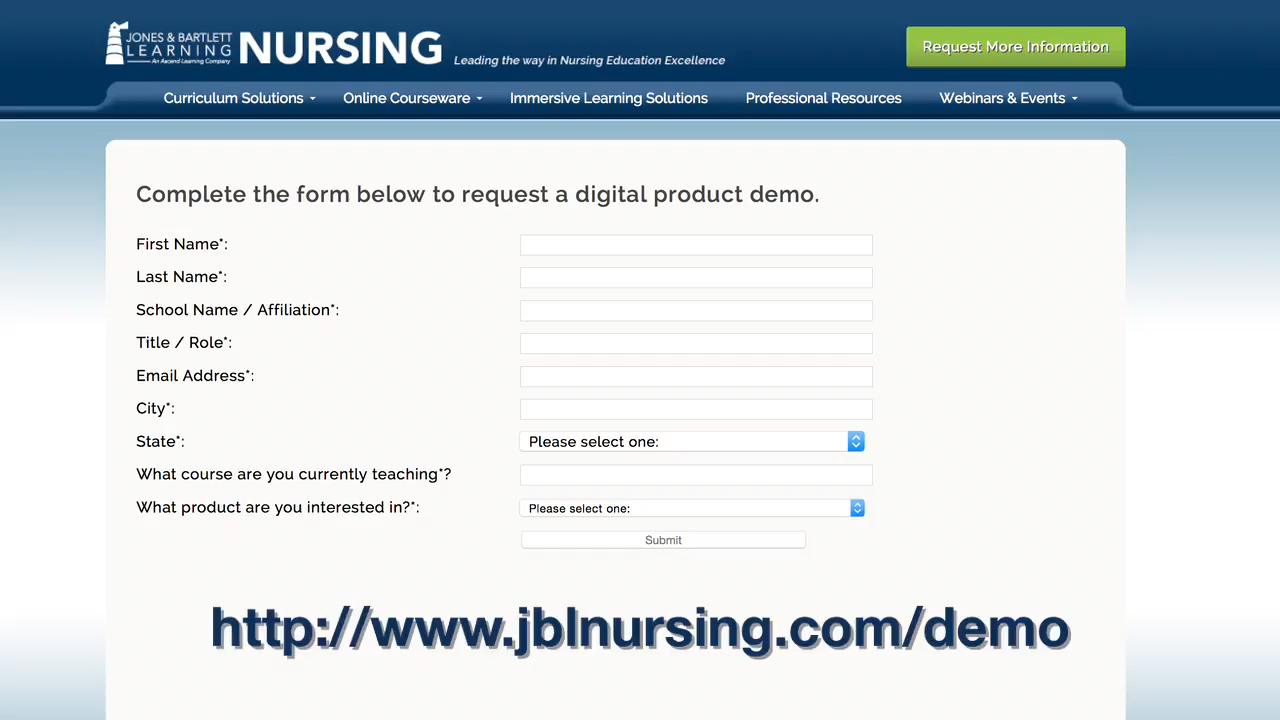 JONES & BARTLETT
LEARNING
An Ascend Learning Company
NURSING
Leading the way in Nursing Education Excellence
Request More Information
Curriculum Solutions
Online Courseware
Immersive Learning Solutions
Professional Resources
Webinars & Events
Complete the form below to request a digital product demo.
First Name*:
Last Name*:
School Name / Affiliation*:
Title / Role*:
Email Address*:
City*:
State*: Please select one:
What course are you currently teaching*?
What product are you interested in?*: Please select one:
Submit
http://www.jblnursing.com/demo